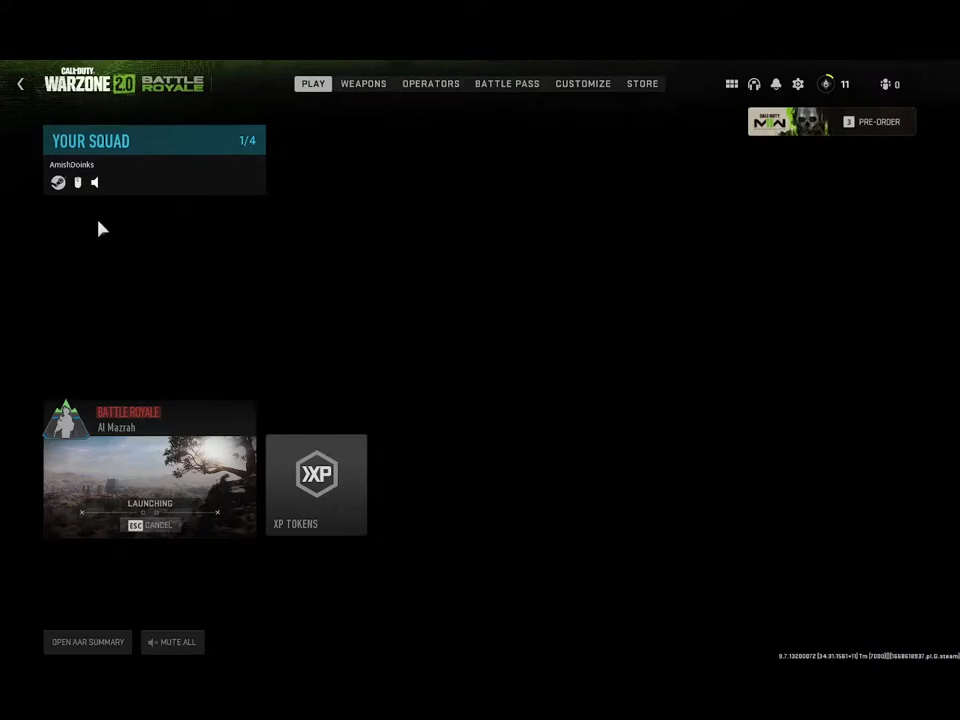 CALL OF DUTY
WARZONE 2.0 BATTLE ROYALE
PLAY WEAPONS OPERATORS BATTLE PASS CUSTOMIZE STORE
11
0
MW
3 PRE-ORDER
YOUR SQUAD 1/4
AmishDoinks
BATTLE ROYALE
Al Mazrah
LAUNCHING
ESC CANCEL
XP
XP TOKENS
OPEN AAR SUMMARY
MUTE ALL